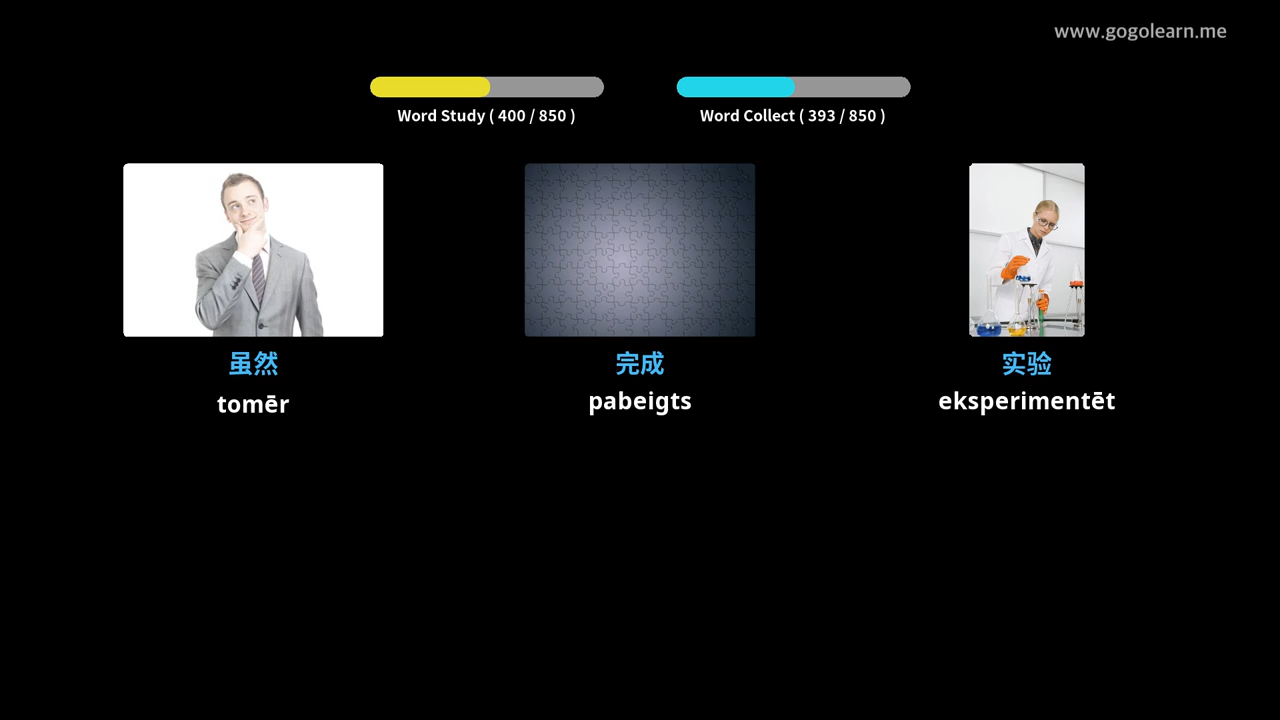 www.gogolearn.me
Word Study ( 400 / 850 )
Word Collect ( 393 / 850 )
虽然
tomēr
完成
pabeigts
实验
eksperimentēt